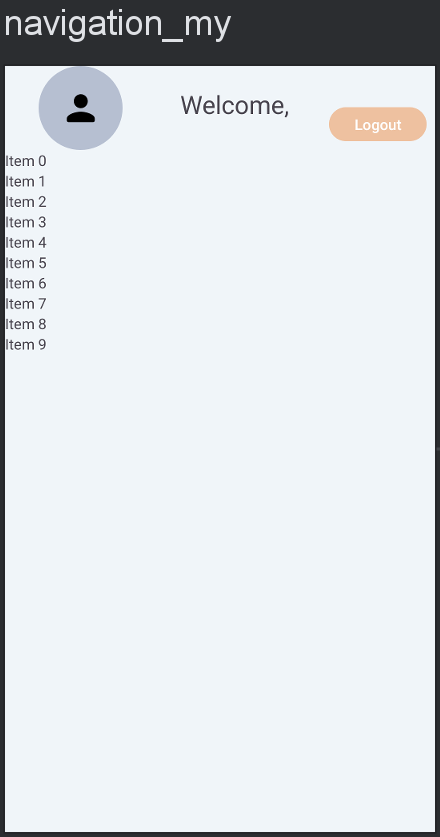 navigation_my
Welcome,
Logout
Item 0
Item 1
Item 2
Item 3
Item 4
Item 5
Item 6
Item 7
Item 8
Item 9